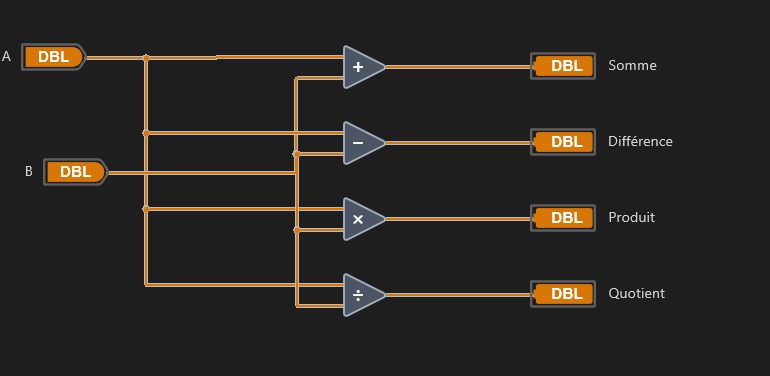 A DBL + DBL Somme
− DBL Différence
B DBL
× DBL Produit
÷ DBL Quotient